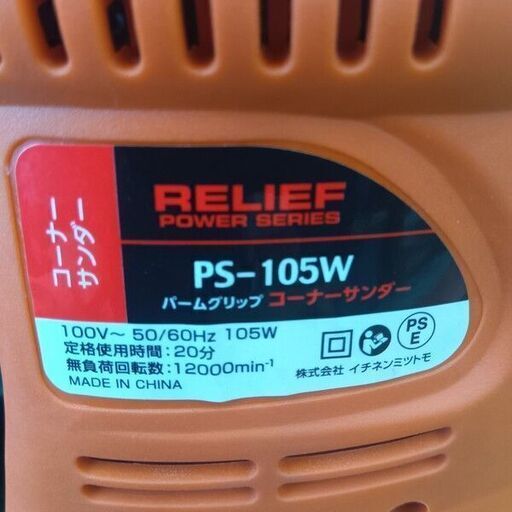 コーナー
サンダー
RELIEF
POWER SERIES
PS-105W
パームグリップ コーナーサンダー
100V～ 50/60Hz 105W
定格使用時間：20分
無負荷回転数：12000min⁻¹
MADE IN CHINA
PS
E
株式会社 イチネンミツトモ